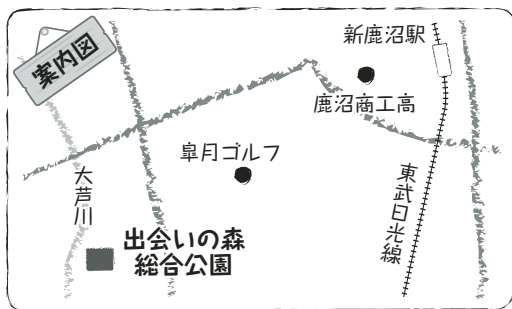 案内図
新鹿沼駅
鹿沼商工高
皐月ゴルフ
大芦川
東武日光線
出会いの森
総合公園